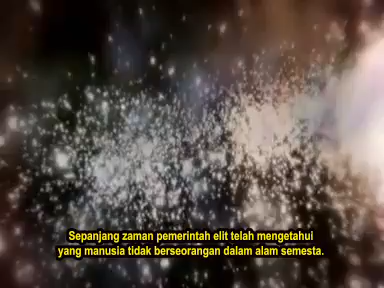 Sepanjang zaman pemerintah elit telah mengetahui
yang manusia tidak berseorangan dalam alam semesta.